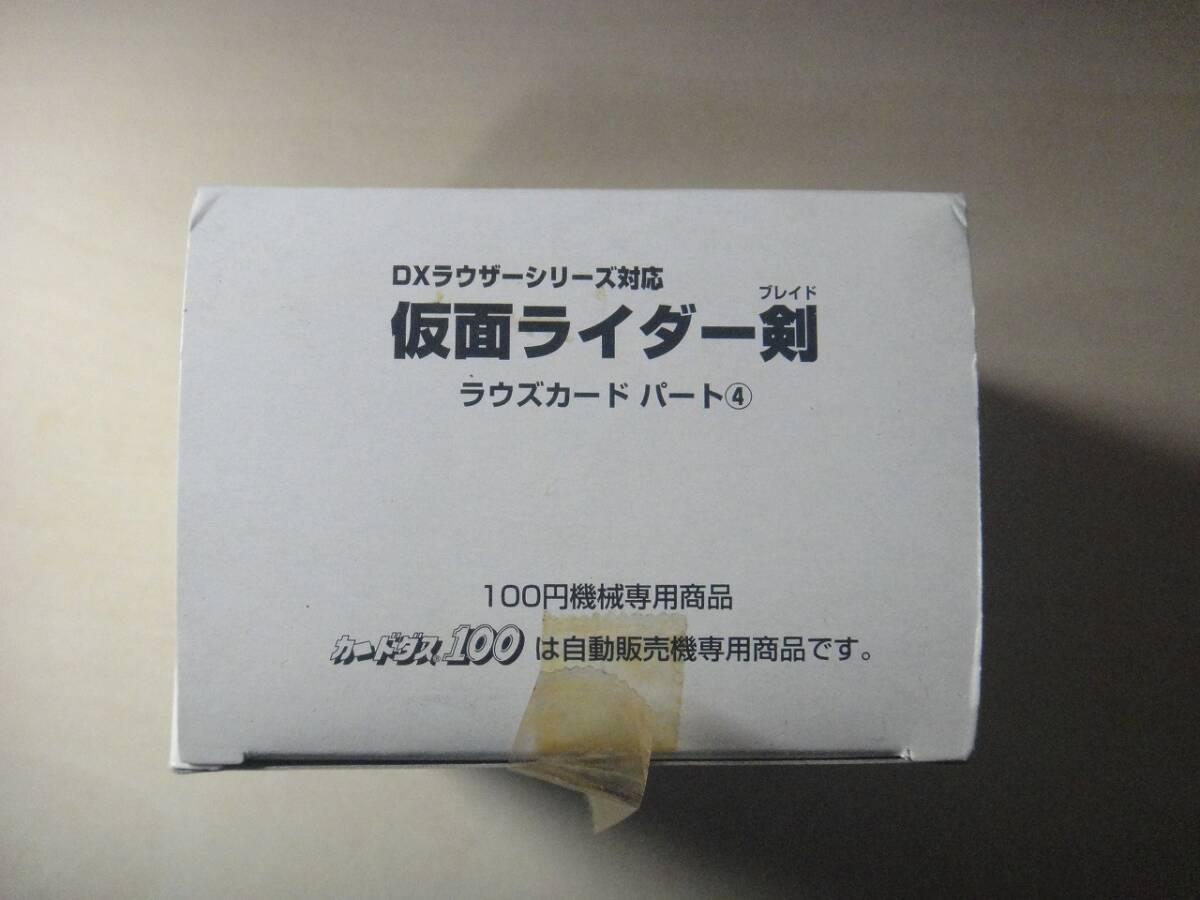 DXラウザーシリーズ対応
ブレイド
仮面ライダー剣
ラウズカード パート④
100円機械専用商品
カードダス®100 は自動販売機専用商品です。